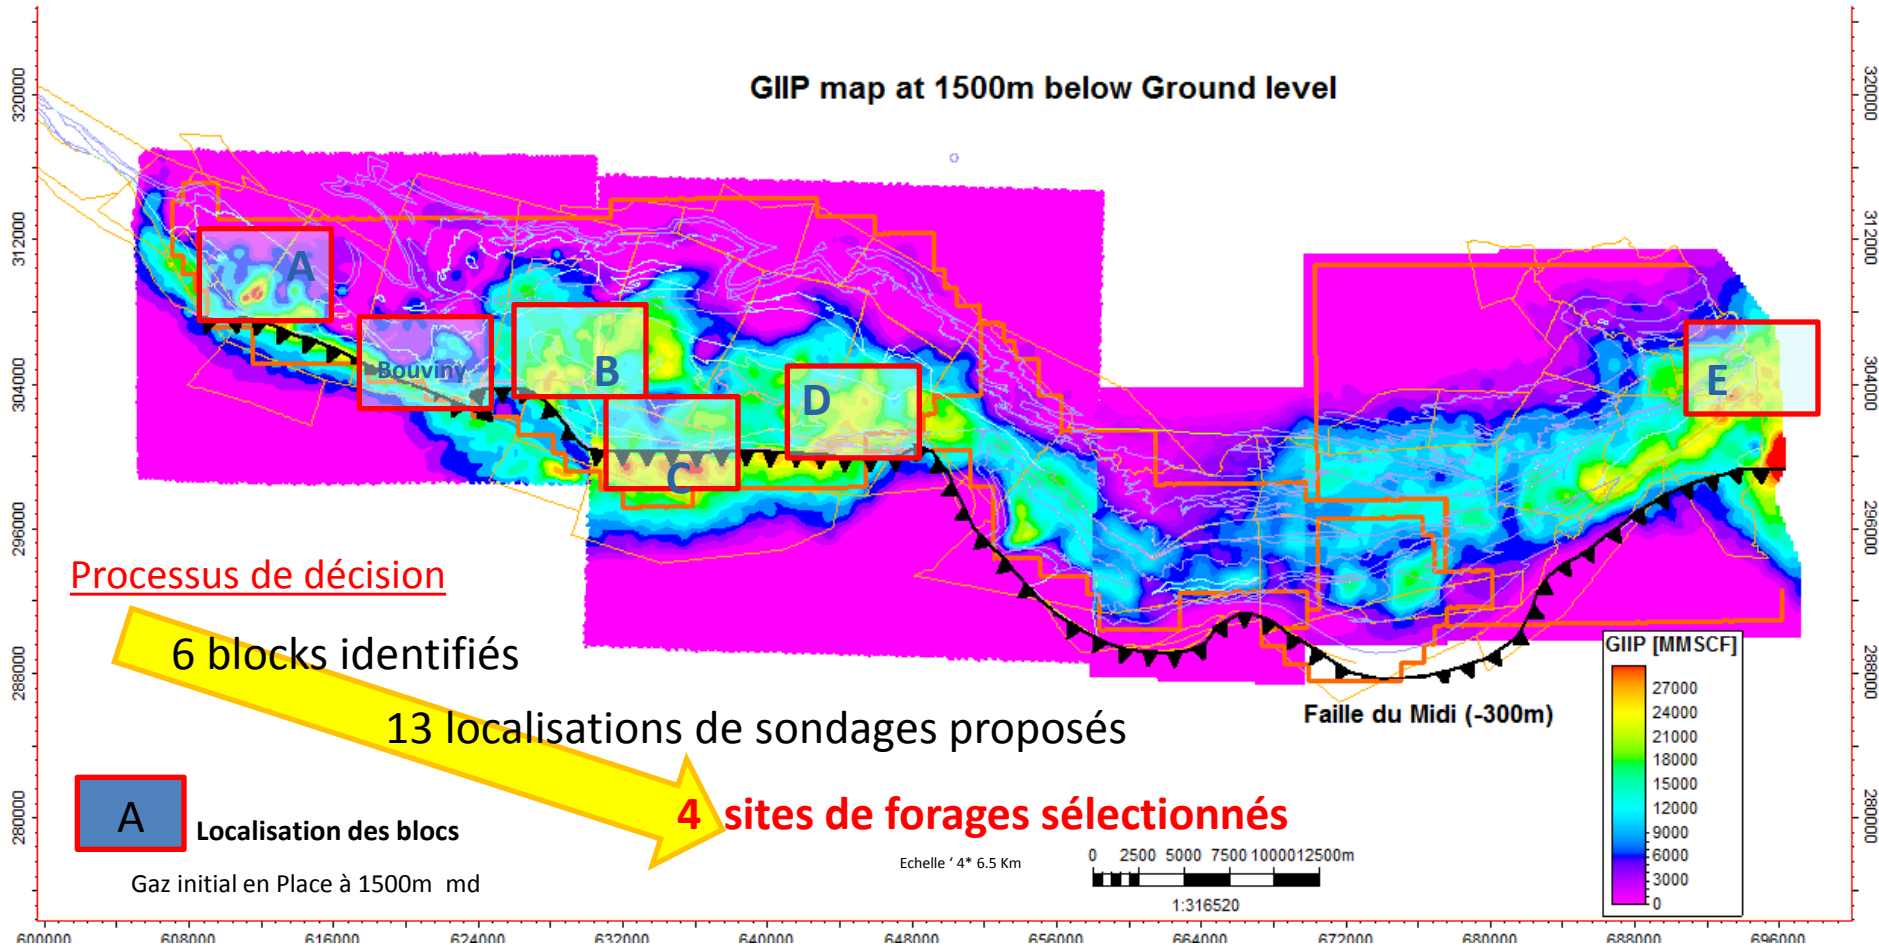 GIIP map at 1500m below Ground level
320000
312000
304000
296000
288000
280000
320000
312000
304000
296000
288000
280000
A
Bouviny
B
C
D
E
Processus de décision
6 blocks identifiés
13 localisations de sondages proposés
4 sites de forages sélectionnés
A
Localisation des blocs
Gaz initial en Place à 1500m md
Echelle ‘ 4* 6.5 Km
0 2500 5000 7500 10000 12500m
1:316520
Faille du Midi (-300m)
GIIP [MMSCF]
27000
24000
21000
18000
15000
12000
9000
6000
3000
0
600000 608000 616000 624000 632000 640000 648000 656000 664000 672000 680000 688000 696000